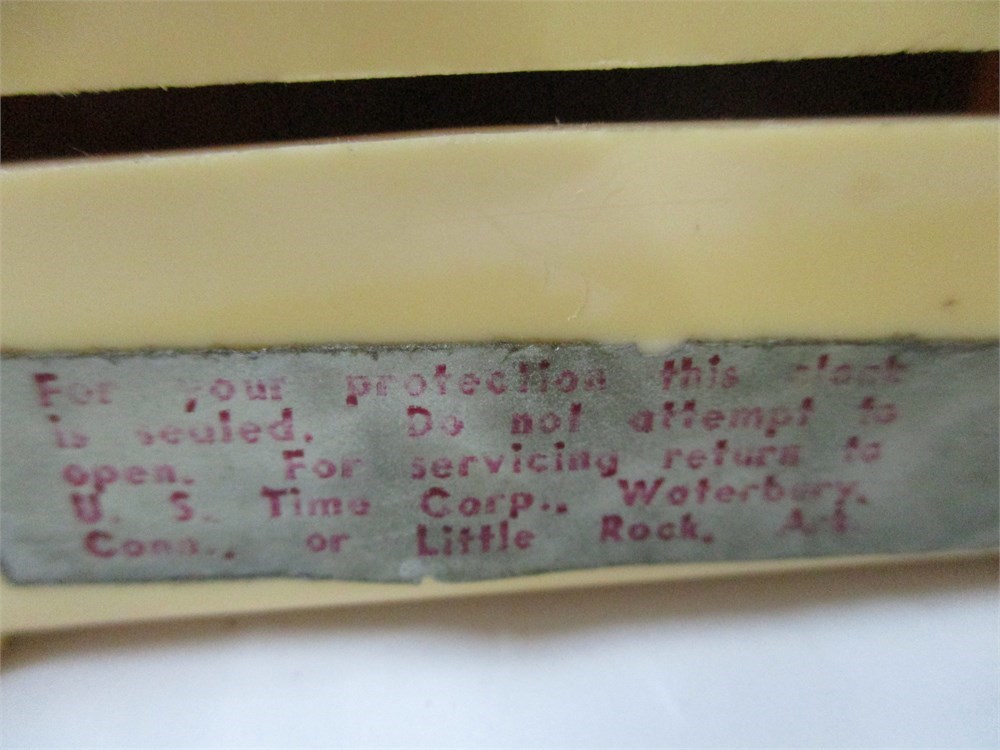 For your protection this clock
is sealed. Do not attempt to
open. For servicing return to
U. S. Time Corp., Waterbury,
Conn., or Little Rock, Ark.